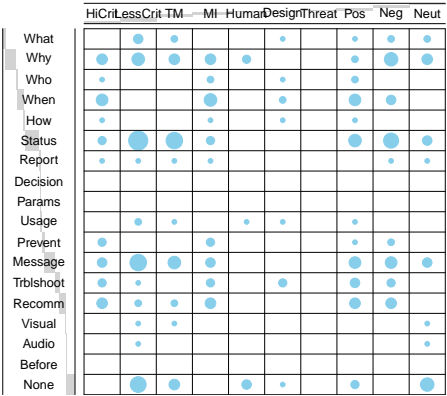 HiCrit LessCrit TM MI Human Design Threat Pos Neg Neut
What
Why
Who
When
How
Status
Report
Decision
Params
Usage
Prevent
Message
Trblshoot
Recomm
Visual
Audio
Before
None